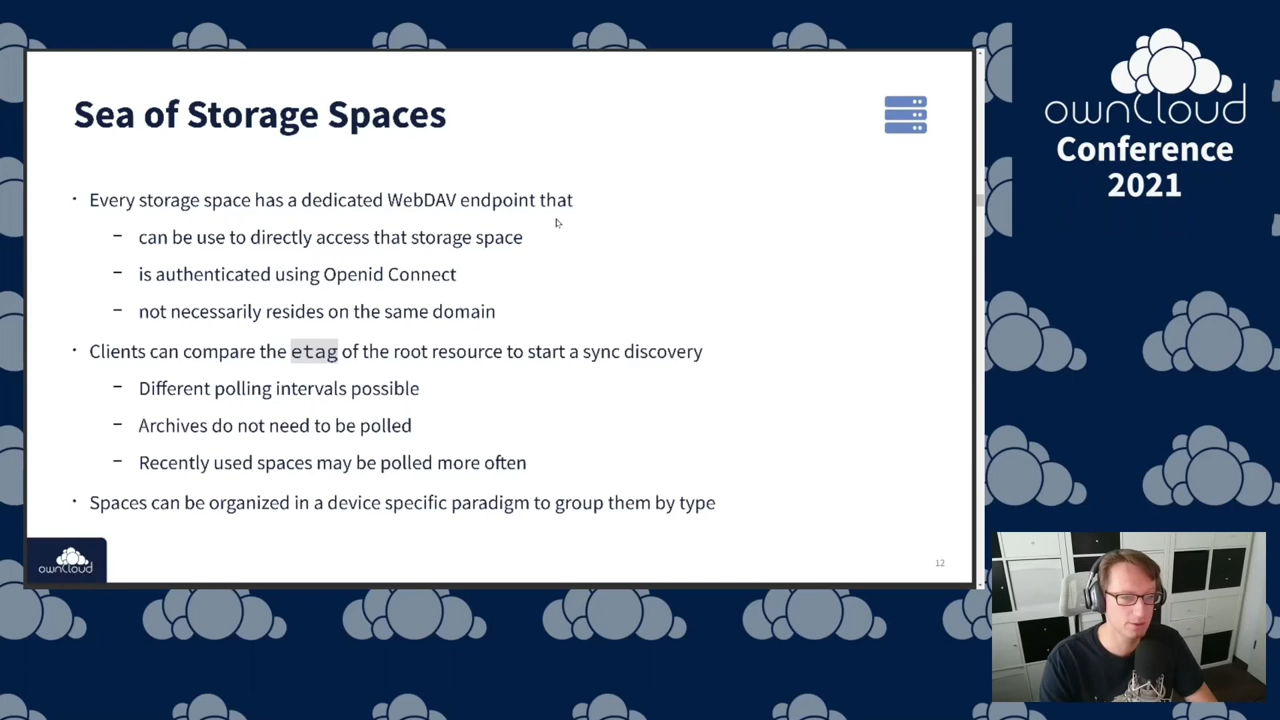 Sea of Storage Spaces
· Every storage space has a dedicated WebDAV endpoint that
– can be use to directly access that storage space
– is authenticated using Openid Connect
– not necessarily resides on the same domain
· Clients can compare the etag of the root resource to start a sync discovery
– Different polling intervals possible
– Archives do not need to be polled
– Recently used spaces may be polled more often
· Spaces can be organized in a device specific paradigm to group them by type
ownCloud
12
ownCloud
Conference
2021